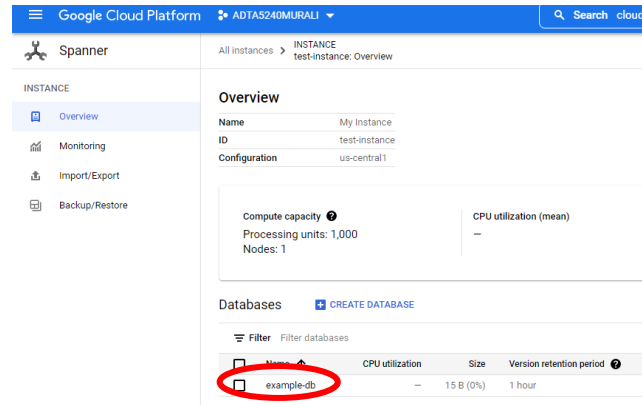 Google Cloud Platform ADTA5240MURALI Search cloud
Spanner
All instances > INSTANCE
test-instance: Overview
INSTANCE
Overview
Monitoring
Import/Export
Backup/Restore
Overview
Name My Instance
ID test-instance
Configuration us-central1
Compute capacity ?
Processing units: 1,000
Nodes: 1
CPU utilization (mean)
—
Databases CREATE DATABASE
Filter Filter databases
Name ↑ CPU utilization Size Version retention period ?
example-db — 15 B (0%) 1 hour